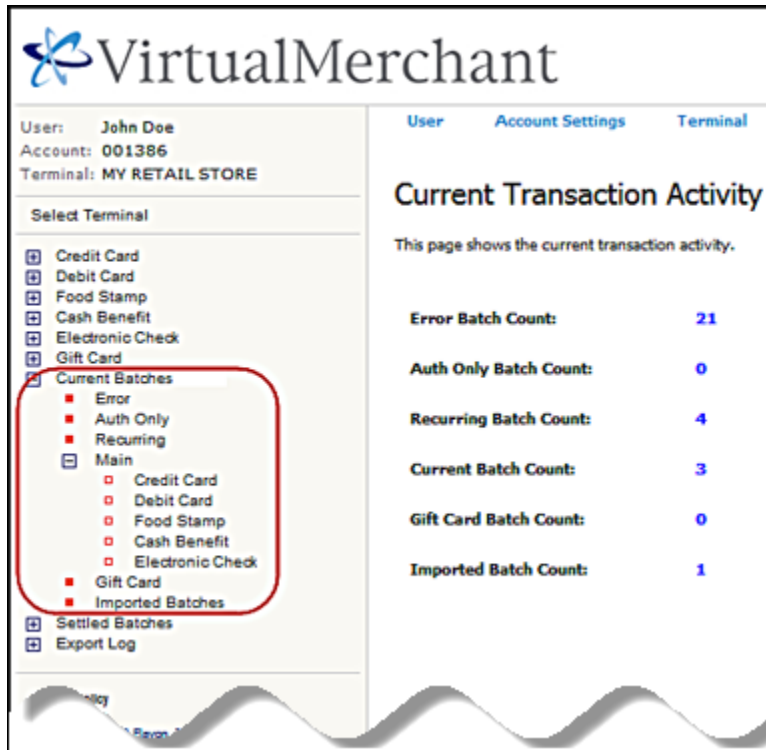 VirtualMerchant
User: John Doe
Account: 001386
Terminal: MY RETAIL STORE
Select Terminal
Credit Card
Debit Card
Food Stamp
Cash Benefit
Electronic Check
Gift Card
Current Batches
Error
Auth Only
Recurring
Main
Credit Card
Debit Card
Food Stamp
Cash Benefit
Electronic Check
Gift Card
Imported Batches
Settled Batches
Export Log
User Account Settings Terminal
Current Transaction Activity
This page shows the current transaction activity.
Error Batch Count: 21
Auth Only Batch Count: 0
Recurring Batch Count: 4
Current Batch Count: 3
Gift Card Batch Count: 0
Imported Batch Count: 1